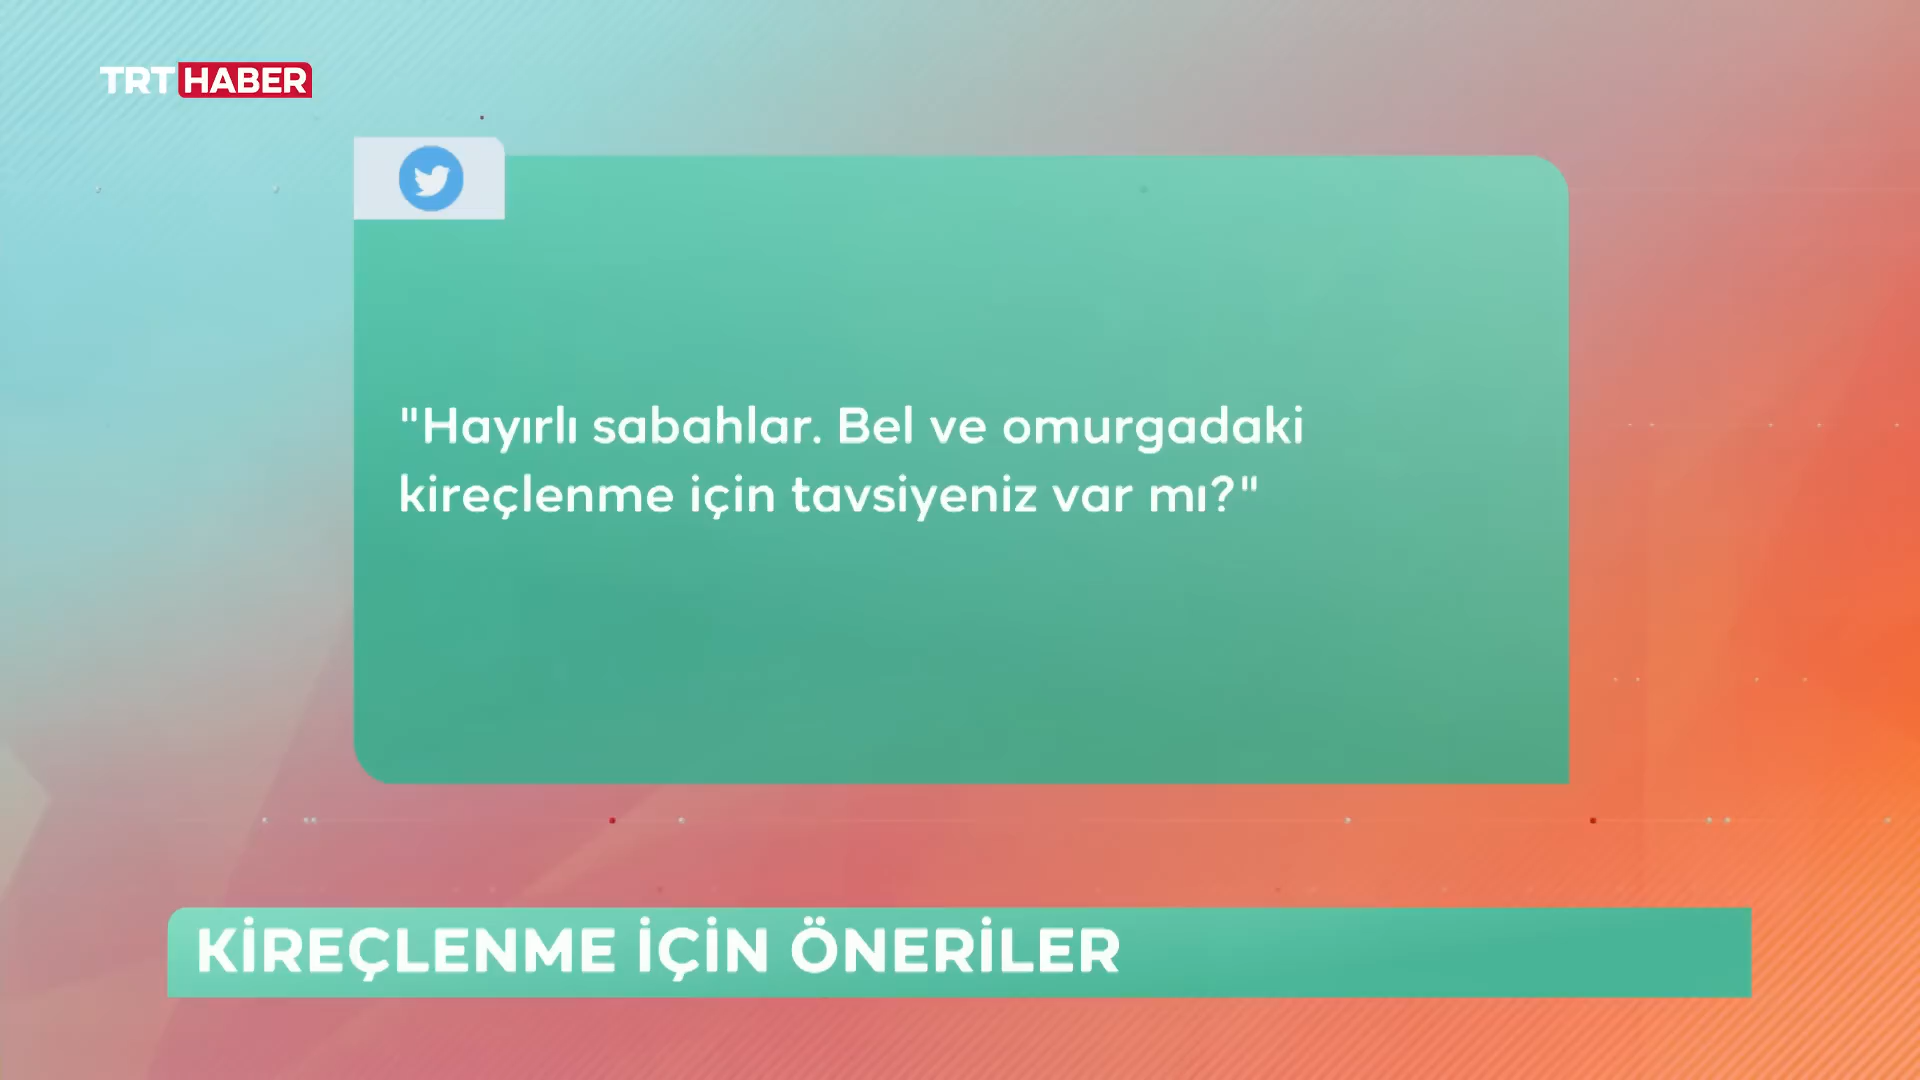 TRT HABER
"Hayırlı sabahlar. Bel ve omurgadaki
kireçlenme için tavsiyeniz var mı?"
KİREÇLENME İÇİN ÖNERİLER